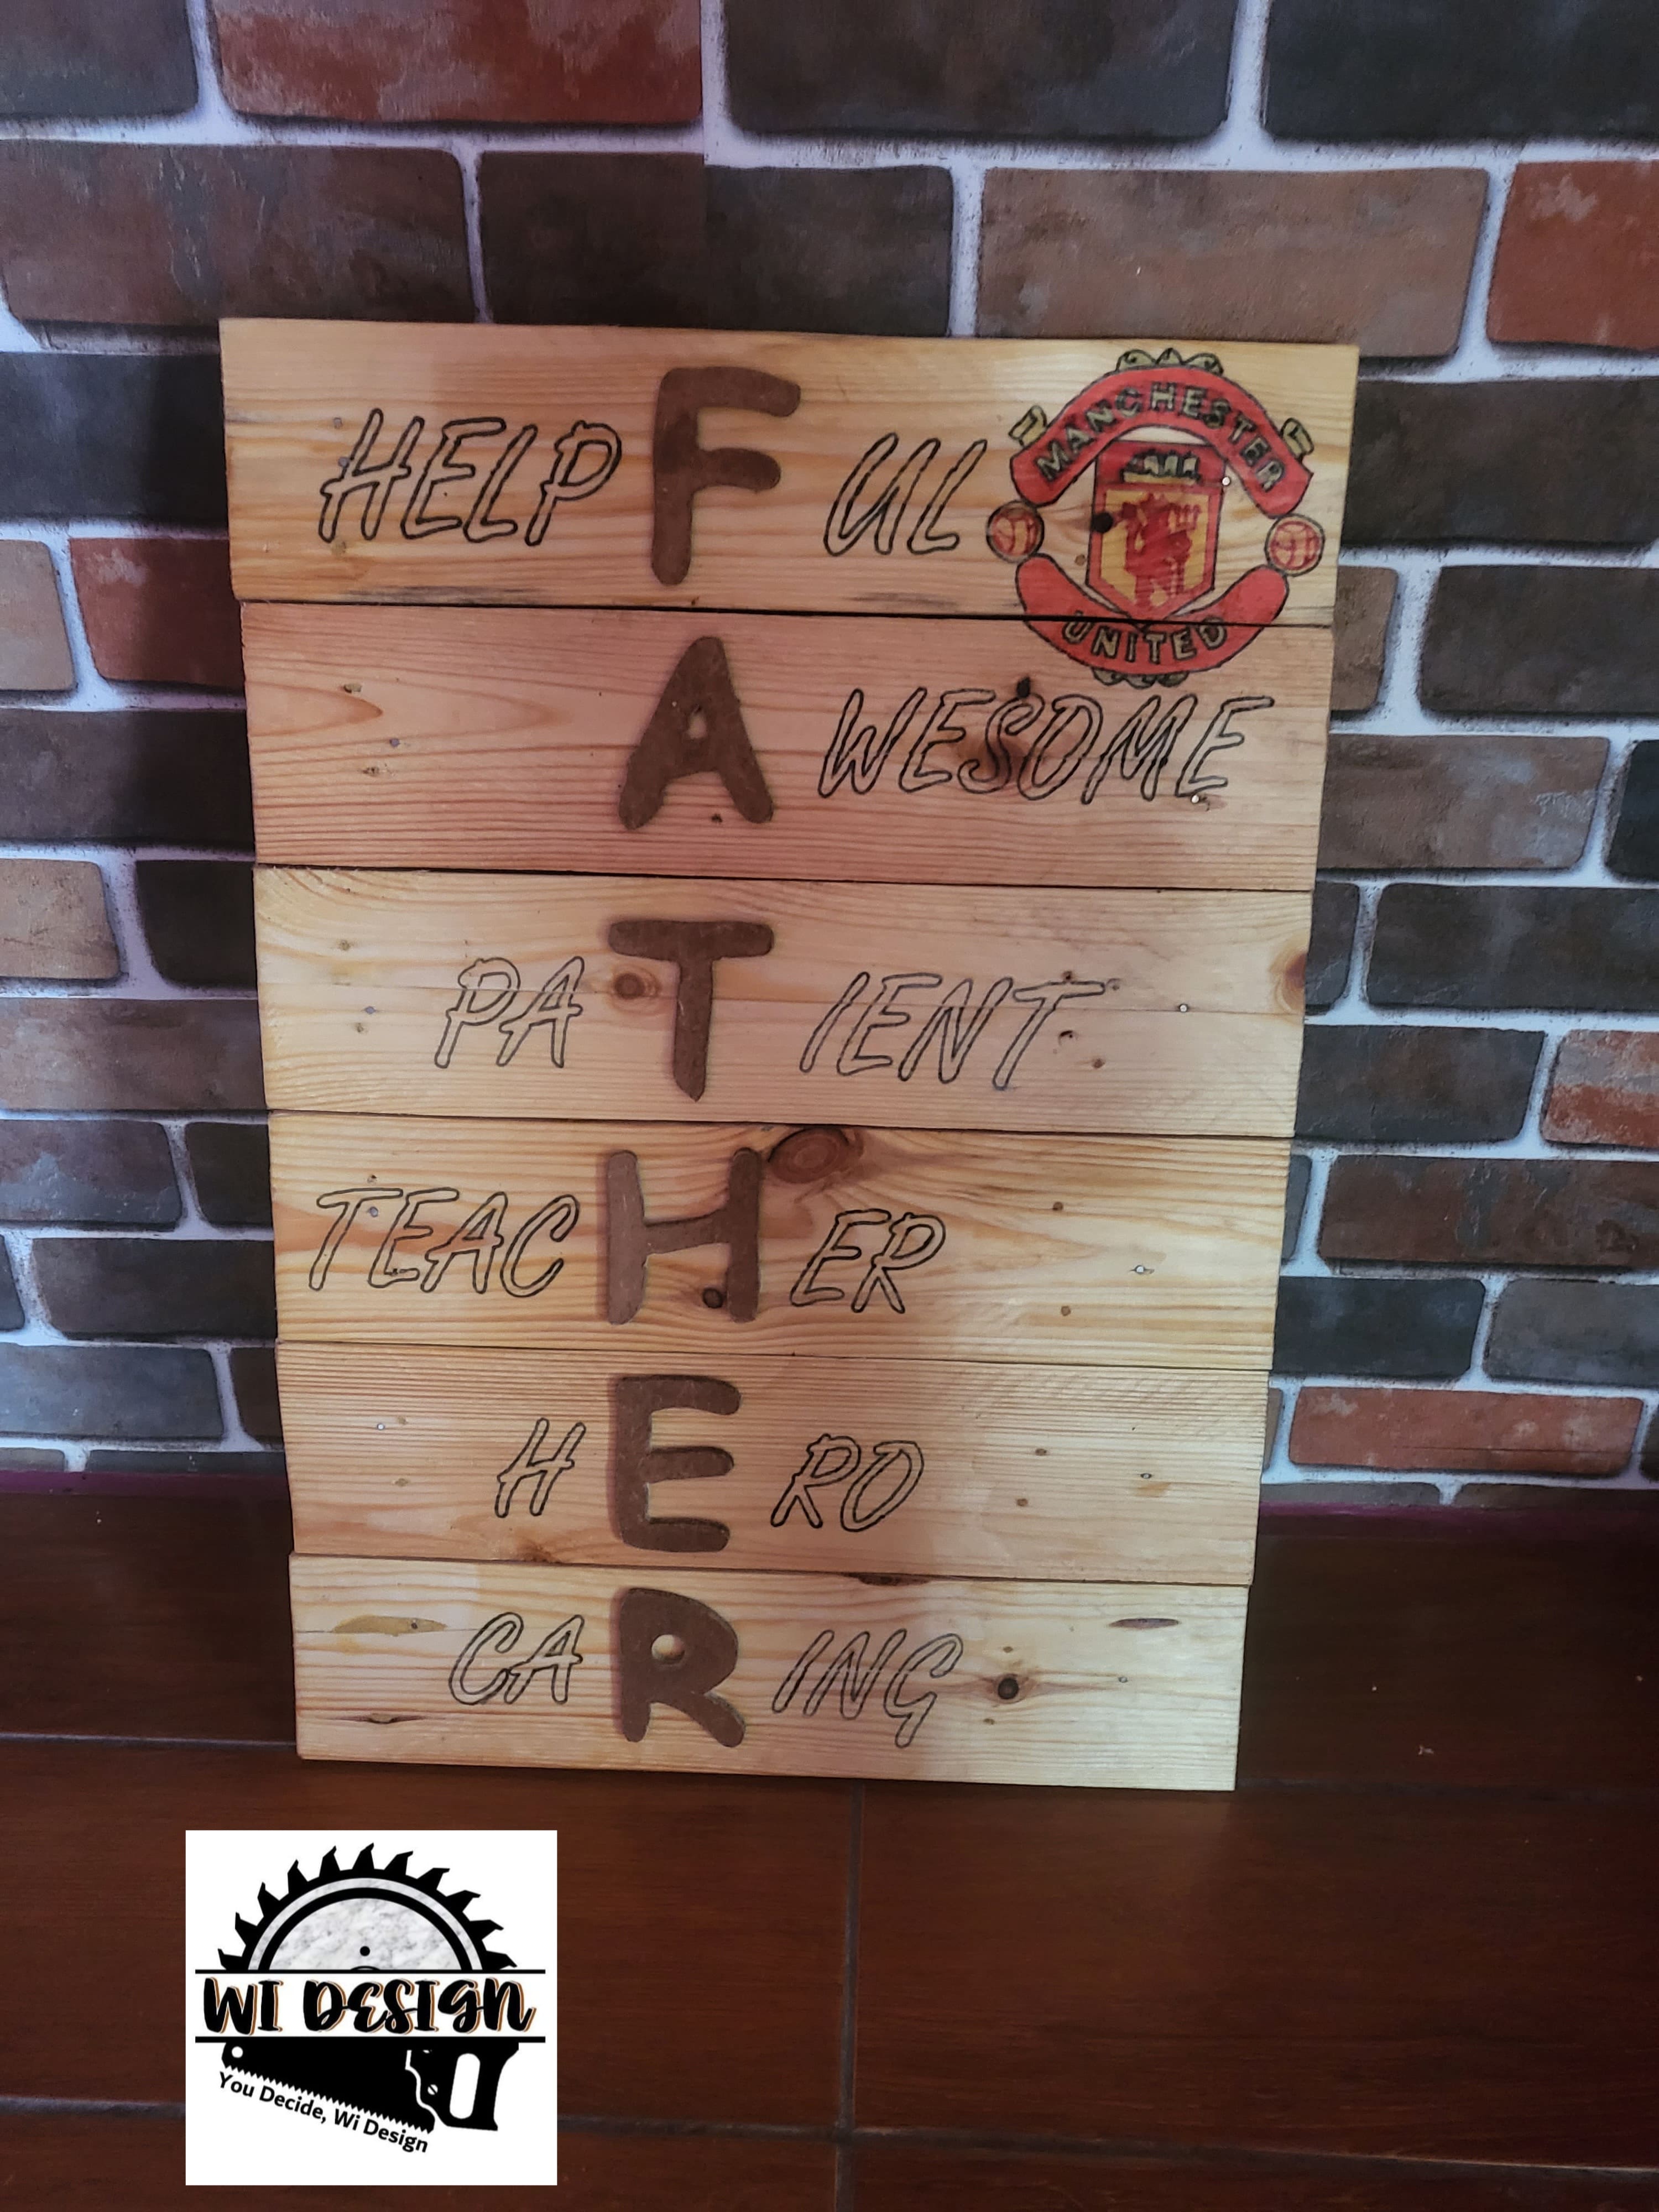 HELPFUL
MANCHESTER
UNITED
AWESOME
PATIENT
TEACHER
HERO
CARING
WI DESIGN
You Decide, Wi Design